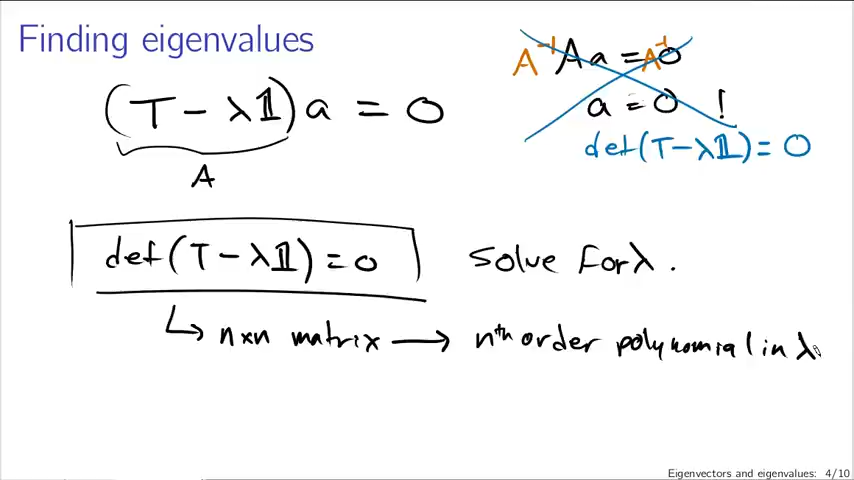 Finding eigenvalues
(T - λ𝟙)a = 0
A
A⁻¹Aa = A⁻¹0
a = 0 !
det(T - λ𝟙) = 0
det(T - λ𝟙) = 0 Solve for λ.
↳ n×n matrix ⟶ nᵗʰ order polynomial in λ
Eigenvectors and eigenvalues: 4/10